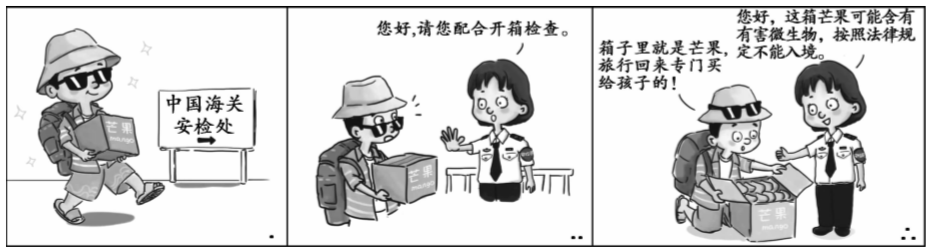 中国海关
安检处
芒果
mango
您好,请您配合开箱检查。
芒果
mango
箱子里就是芒果,
旅行回来专门买
给孩子的!
您好，这箱芒果可能含有
有害微生物，按照法律规
定不能入境。
芒果
mango